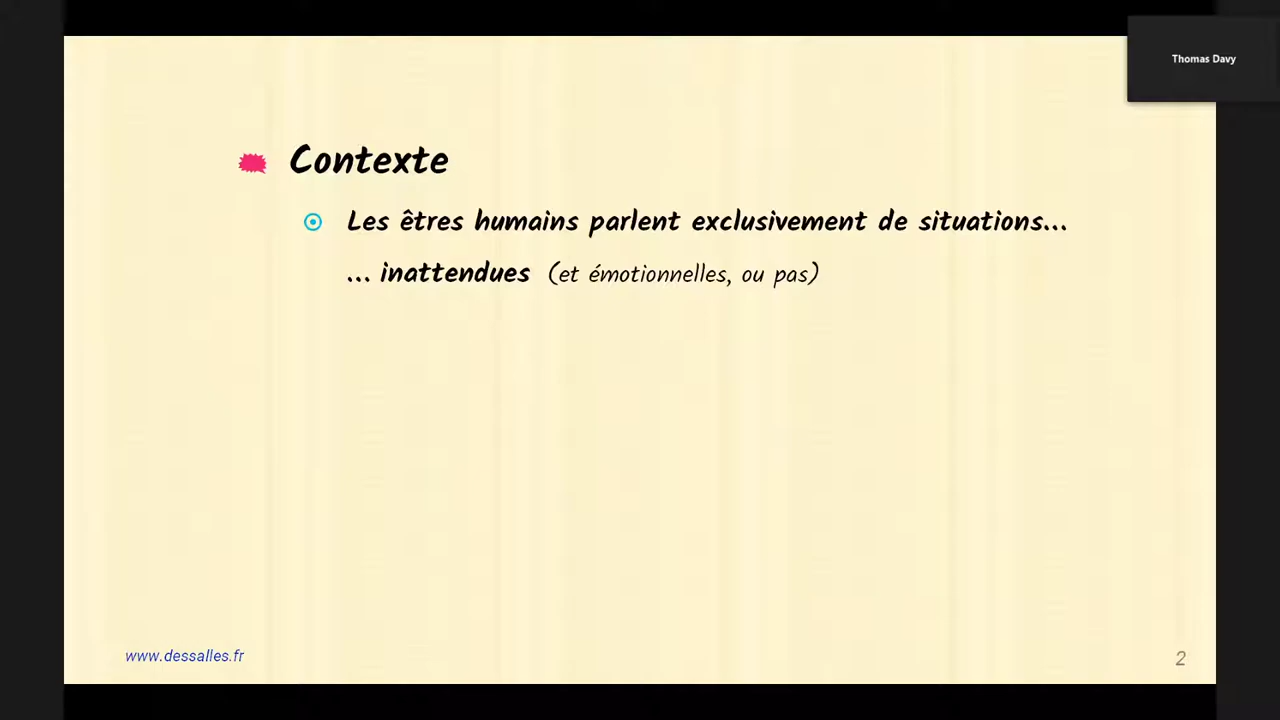 Thomas Davy
Contexte
Les êtres humains parlent exclusivement de situations...
... inattendues (et émotionnelles, ou pas)
www.dessalles.fr
2